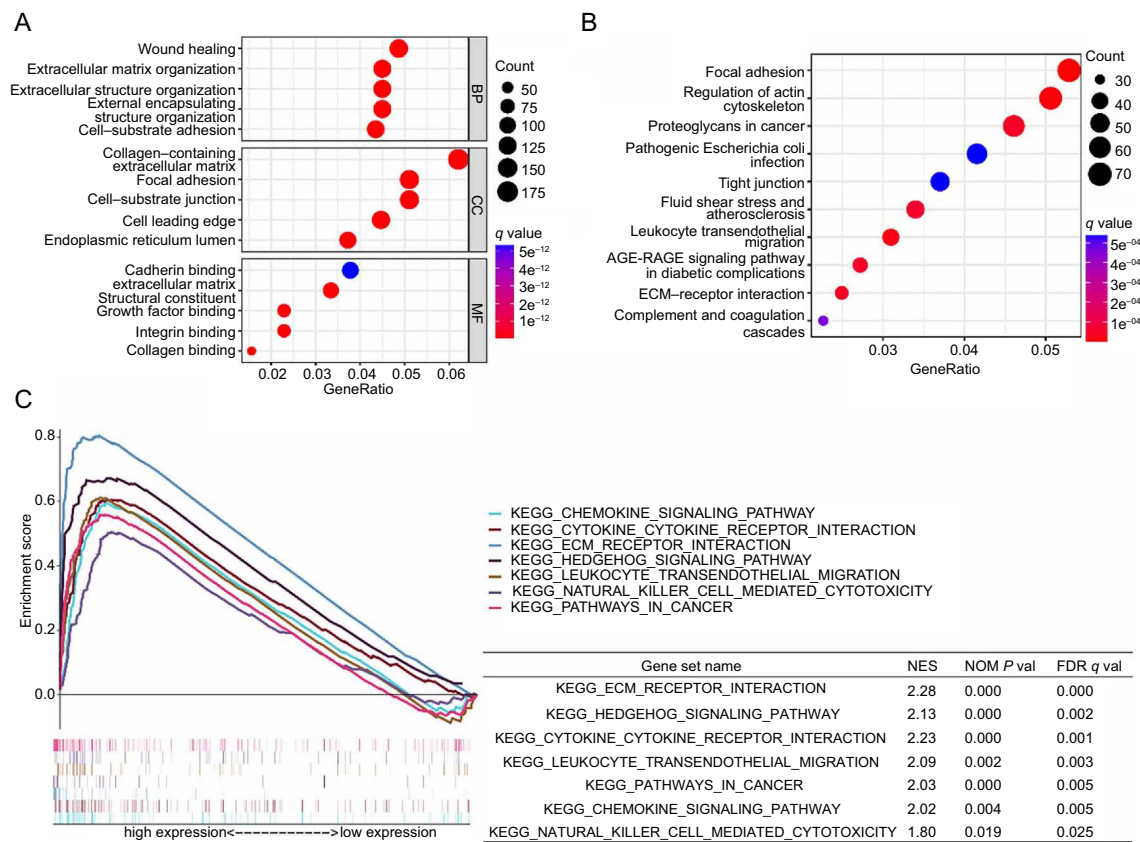 A
Wound healing
Extracellular matrix organization
Extracellular structure organization
External encapsulating
structure organization
Cell–substrate adhesion
BP
Collagen–containing
extracellular matrix
Focal adhesion
Cell–substrate junction
Cell leading edge
Endoplasmic reticulum lumen
CC
Cadherin binding
extracellular matrix
Structural constituent
Growth factor binding
Integrin binding
Collagen binding
MF
0.02 0.03 0.04 0.05 0.06
GeneRatio
Count
50
75
100
125
150
175
q value
5e⁻¹²
4e⁻¹²
3e⁻¹²
2e⁻¹²
1e⁻¹²
B
Focal adhesion
Regulation of actin
cytoskeleton
Proteoglycans in cancer
Pathogenic Escherichia coli
infection
Tight junction
Fluid shear stress and
atherosclerosis
Leukocyte transendothelial
migration
AGE-RAGE signaling pathway
in diabetic complications
ECM–receptor interaction
Complement and coagulation
cascades
0.03 0.04 0.05
GeneRatio
Count
30
40
50
60
70
q value
5e⁻⁰⁴
4e⁻⁰⁴
3e⁻⁰⁴
2e⁻⁰⁴
1e⁻⁰⁴
C
Enrichment score
0.8
0.6
0.4
0.2
0.0
high expression<------------>low expression
KEGG_CHEMOKINE_SIGNALING_PATHWAY
KEGG_CYTOKINE_CYTOKINE_RECEPTOR_INTERACTION
KEGG_ECM_RECEPTOR_INTERACTION
KEGG_HEDGEHOG_SIGNALING_PATHWAY
KEGG_LEUKOCYTE_TRANSENDOTHELIAL_MIGRATION
KEGG_NATURAL_KILLER_CELL_MEDIATED_CYTOTOXICITY
KEGG_PATHWAYS_IN_CANCER
Gene set name NES NOM P val FDR q val
KEGG_ECM_RECEPTOR_INTERACTION 2.28 0.000 0.000
KEGG_HEDGEHOG_SIGNALING_PATHWAY 2.13 0.000 0.002
KEGG_CYTOKINE_CYTOKINE_RECEPTOR_INTERACTION 2.23 0.000 0.001
KEGG_LEUKOCYTE_TRANSENDOTHELIAL_MIGRATION 2.09 0.002 0.003
KEGG_PATHWAYS_IN_CANCER 2.03 0.000 0.005
KEGG_CHEMOKINE_SIGNALING_PATHWAY 2.02 0.004 0.005
KEGG_NATURAL_KILLER_CELL_MEDIATED_CYTOTOXICITY 1.80 0.019 0.025